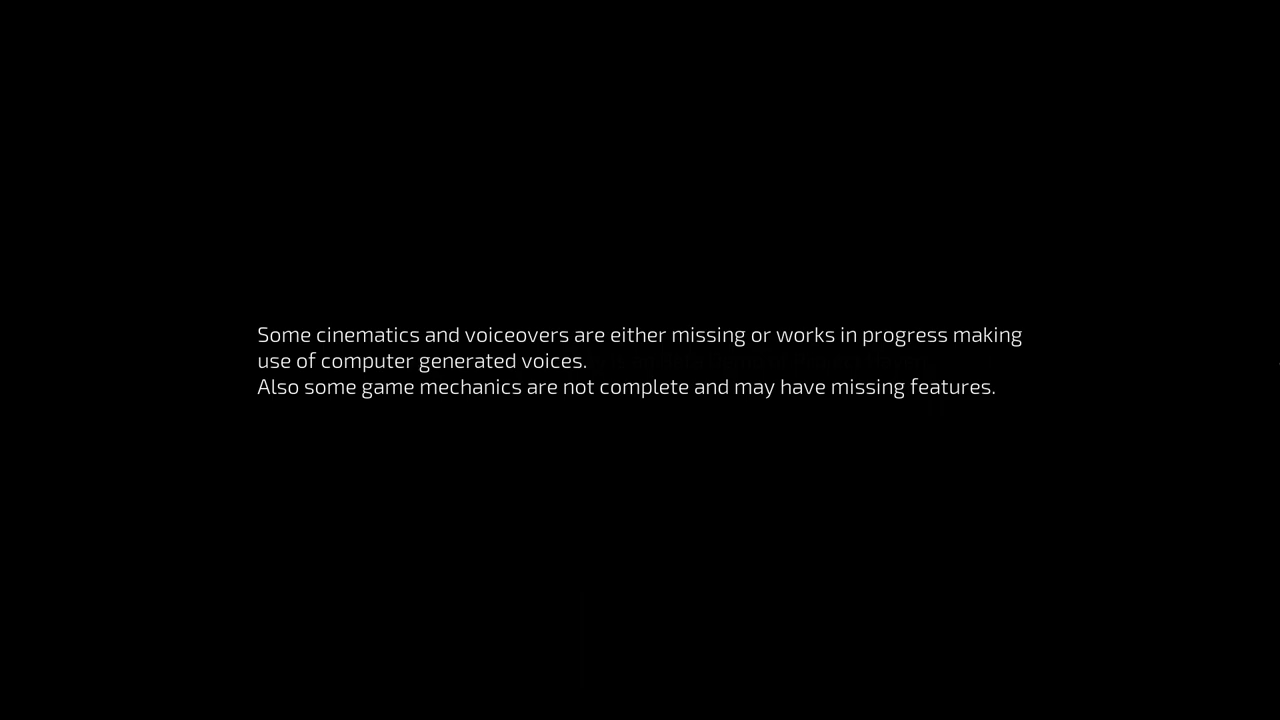 Some cinematics and voiceovers are either missing or works in progress making
use of computer generated voices.
Also some game mechanics are not complete and may have missing features.